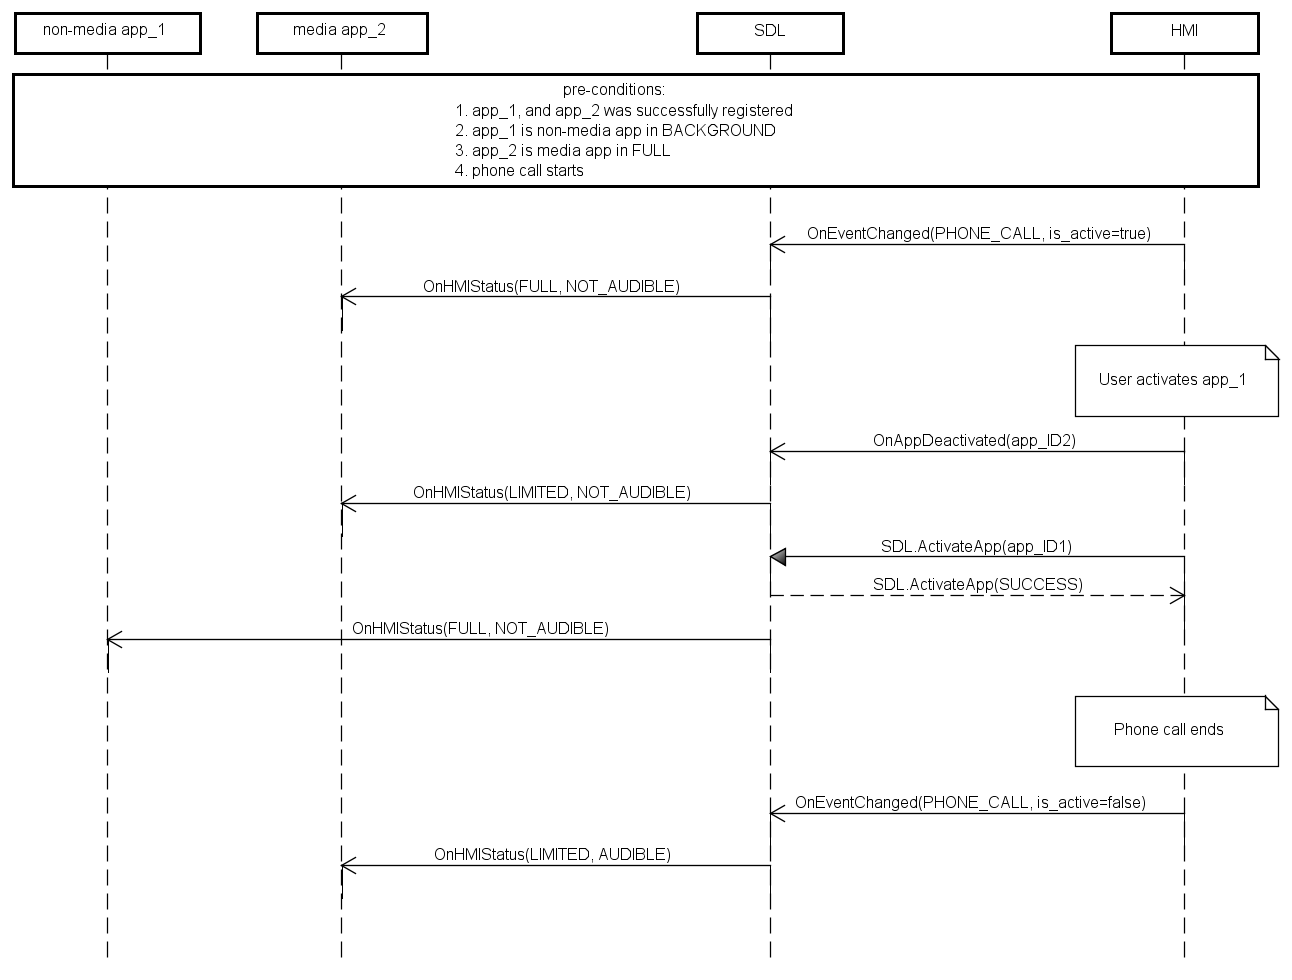 non-media app_1
media app_2
SDL
HMI
pre-conditions:
1. app_1, and app_2 was successfully registered
2. app_1 is non-media app in BACKGROUND
3. app_2 is media app in FULL
4. phone call starts
OnEventChanged(PHONE_CALL, is_active=true)
OnHMIStatus(FULL, NOT_AUDIBLE)
User activates app_1
OnAppDeactivated(app_ID2)
OnHMIStatus(LIMITED, NOT_AUDIBLE)
SDL.ActivateApp(app_ID1)
SDL.ActivateApp(SUCCESS)
OnHMIStatus(FULL, NOT_AUDIBLE)
Phone call ends
OnEventChanged(PHONE_CALL, is_active=false)
OnHMIStatus(LIMITED, AUDIBLE)